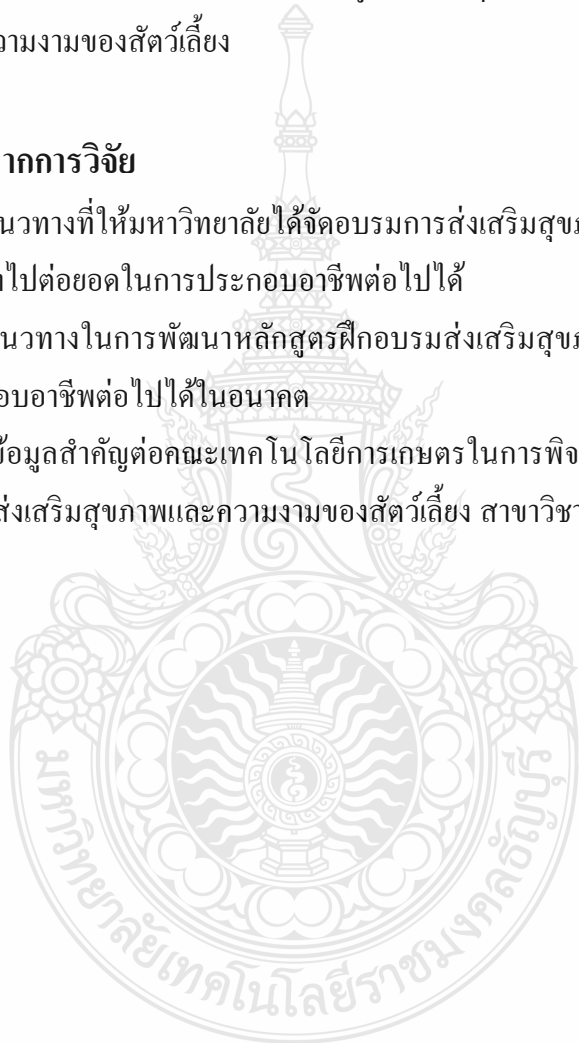 วามงามของสัตว์เลี้ยง
ากการวิจัย
นวทางที่ให้มหาวิทยาลัยได้จัดอบรมการส่งเสริมสุข
ไปต่อยอดในการประกอบอาชีพต่อไปได้
นวทางในการพัฒนาหลักสูตรฝึกอบรมส่งเสริมสุข
อบอาชีพต่อไปได้ในอนาคต
ข้อมูลสำคัญต่อคณะเทคโนโลยีการเกษตรในการพิจ
ส่งเสริมสุขภาพและความงามของสัตว์เลี้ยง สาขาวิชา
มหาวิทยาลัยเทคโนโลยีราชมงคลธัญบุรี